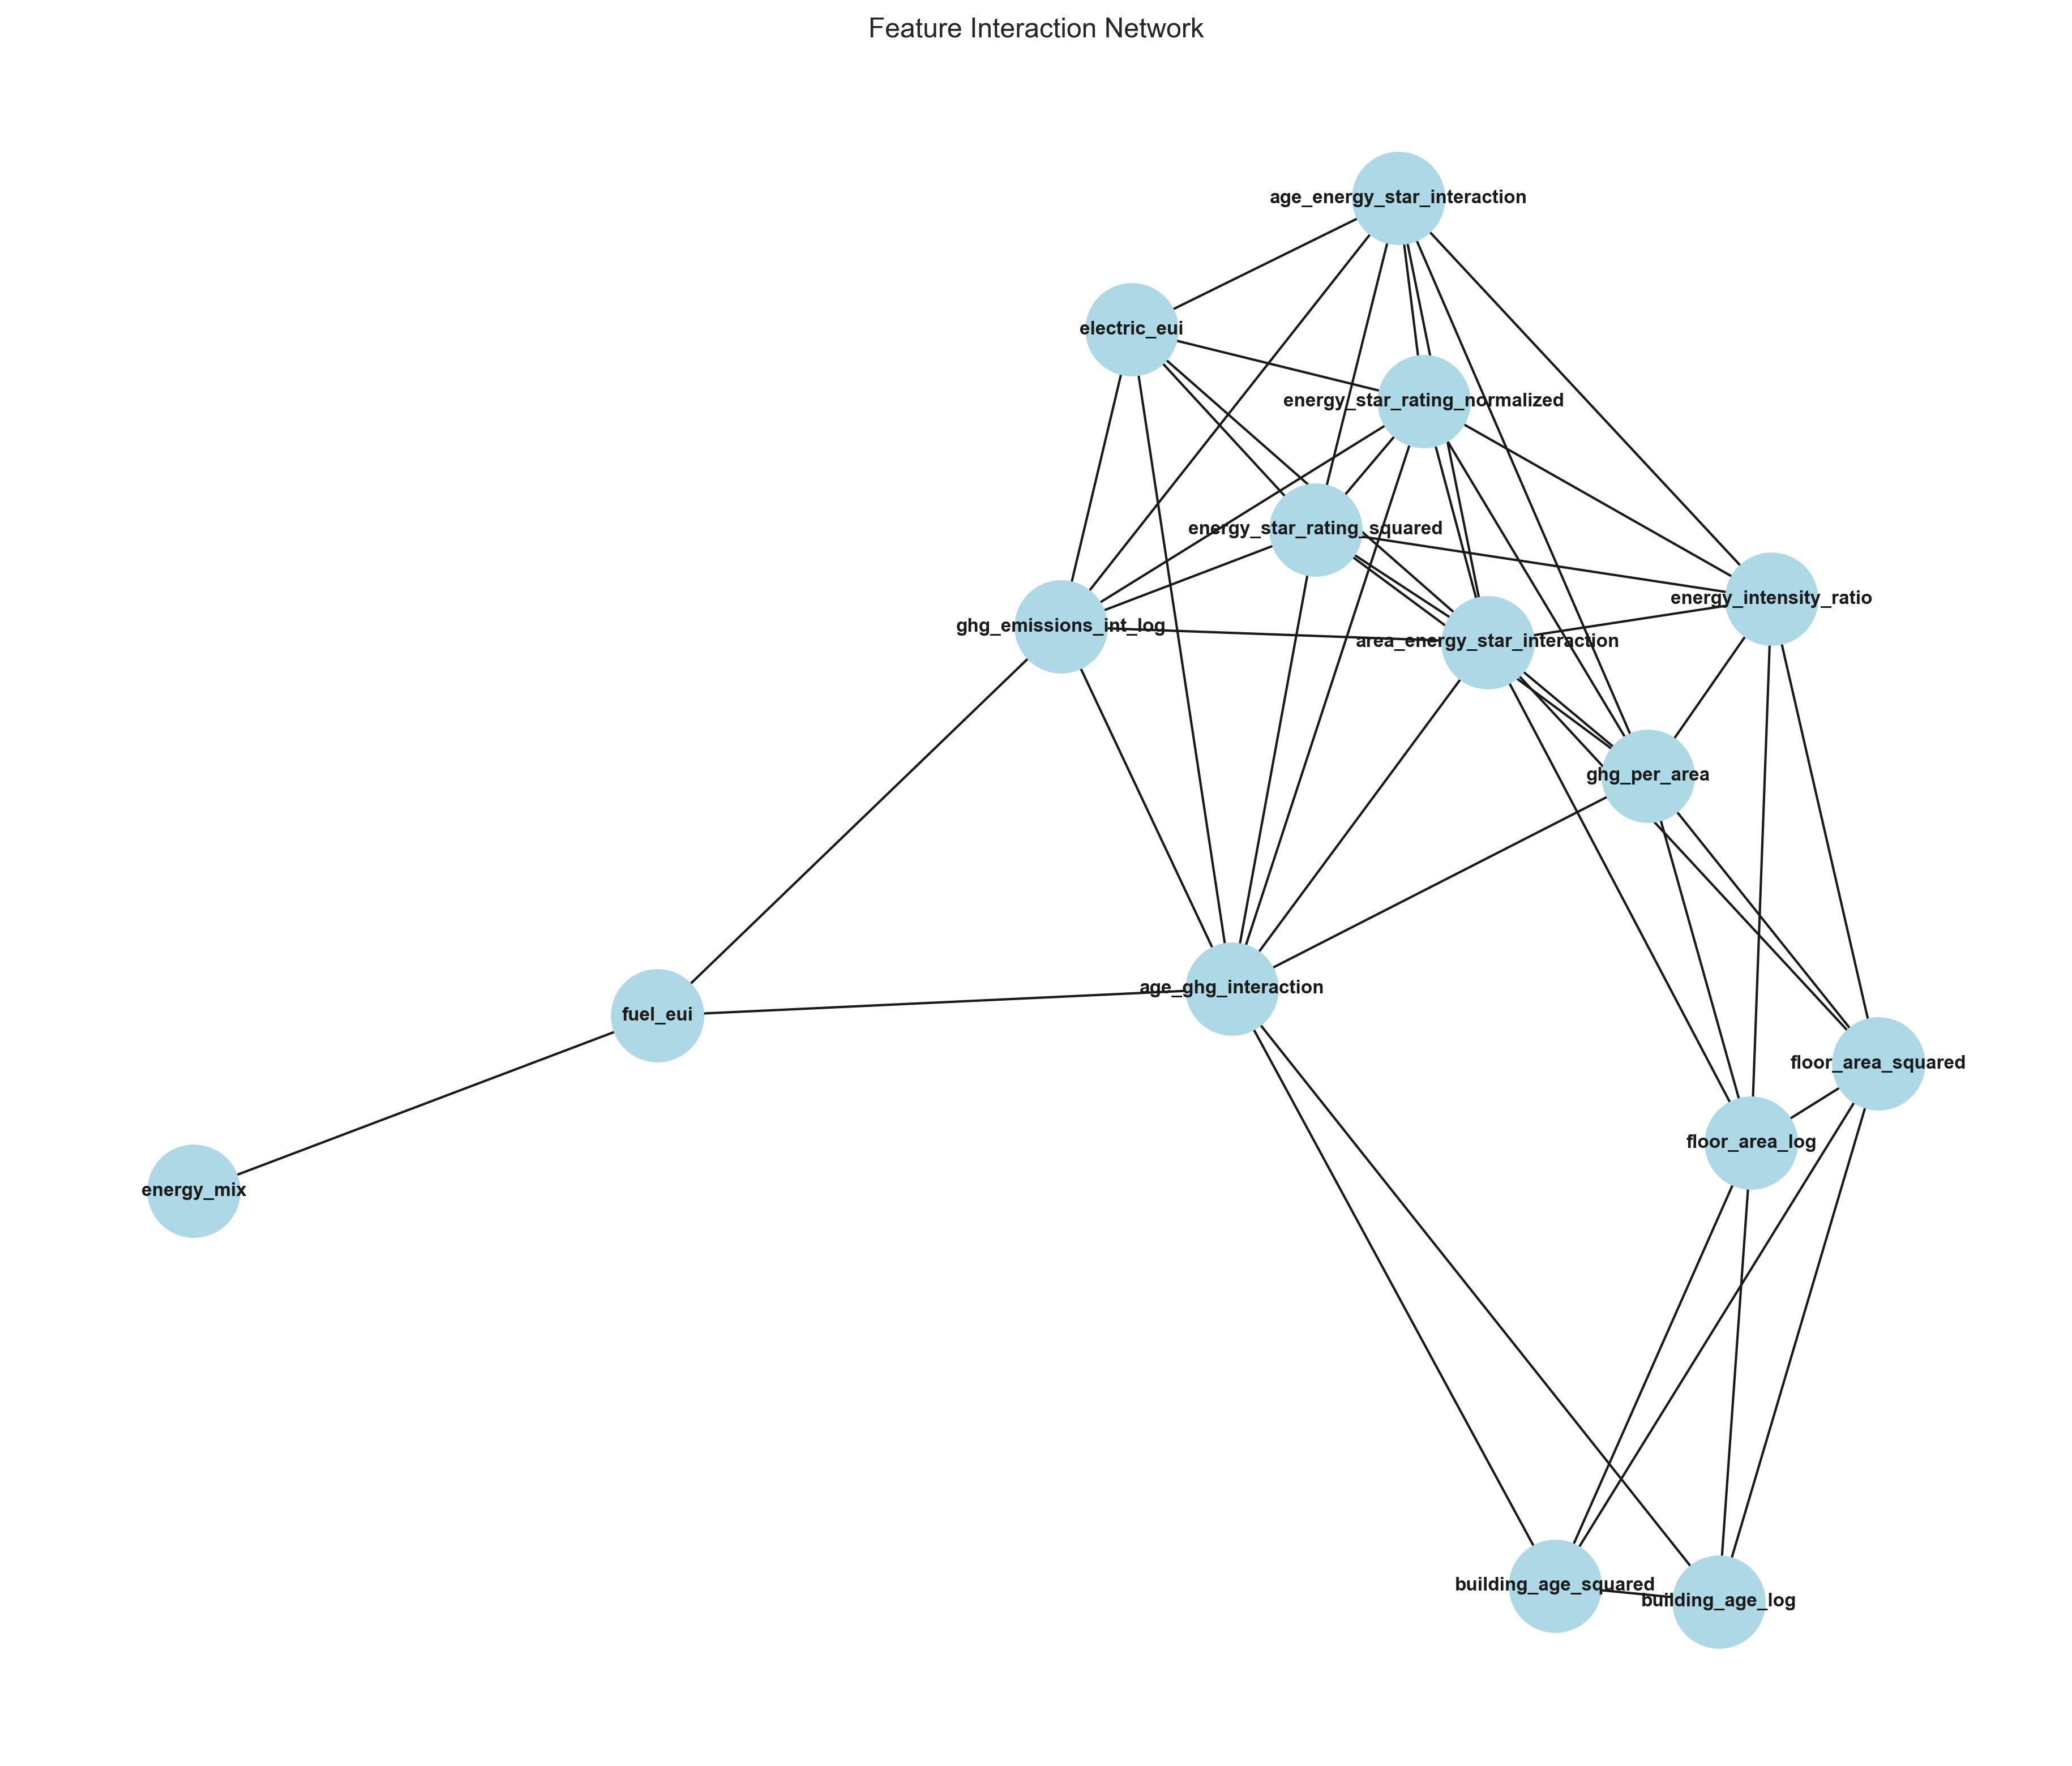 Feature Interaction Network
age_energy_star_interaction
electric_eui
energy_star_rating_normalized
energy_star_rating_squared
energy_intensity_ratio
ghg_emissions_int_log
area_energy_star_interaction
ghg_per_area
age_ghg_interaction
fuel_eui
floor_area_squared
floor_area_log
energy_mix
building_age_squared
building_age_log